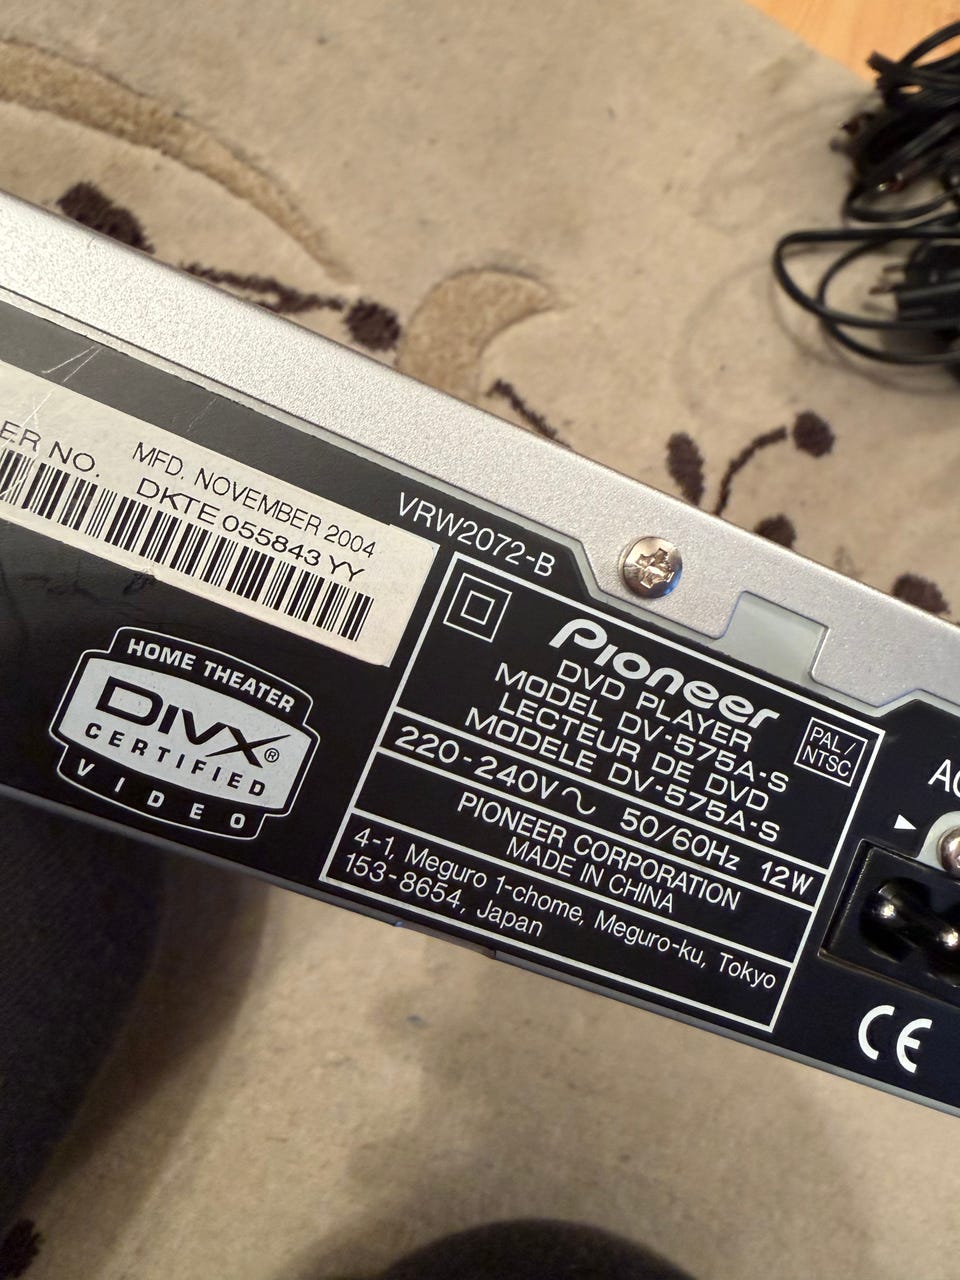 MFD. NOVEMBER 2004
ER NO. DKTE 055843 YY
VRW2072-B
HOME THEATER
DIVX®
CERTIFIED
VIDEO
Pioneer
DVD PLAYER
MODEL DV-575A-S
LECTEUR DE DVD
MODELE DV-575A-S
PAL/
NTSC
220-240V～ 50/60Hz 12W
PIONEER CORPORATION
MADE IN CHINA
4-1, Meguro 1-chome, Meguro-ku, Tokyo
153-8654, Japan
AC
CE